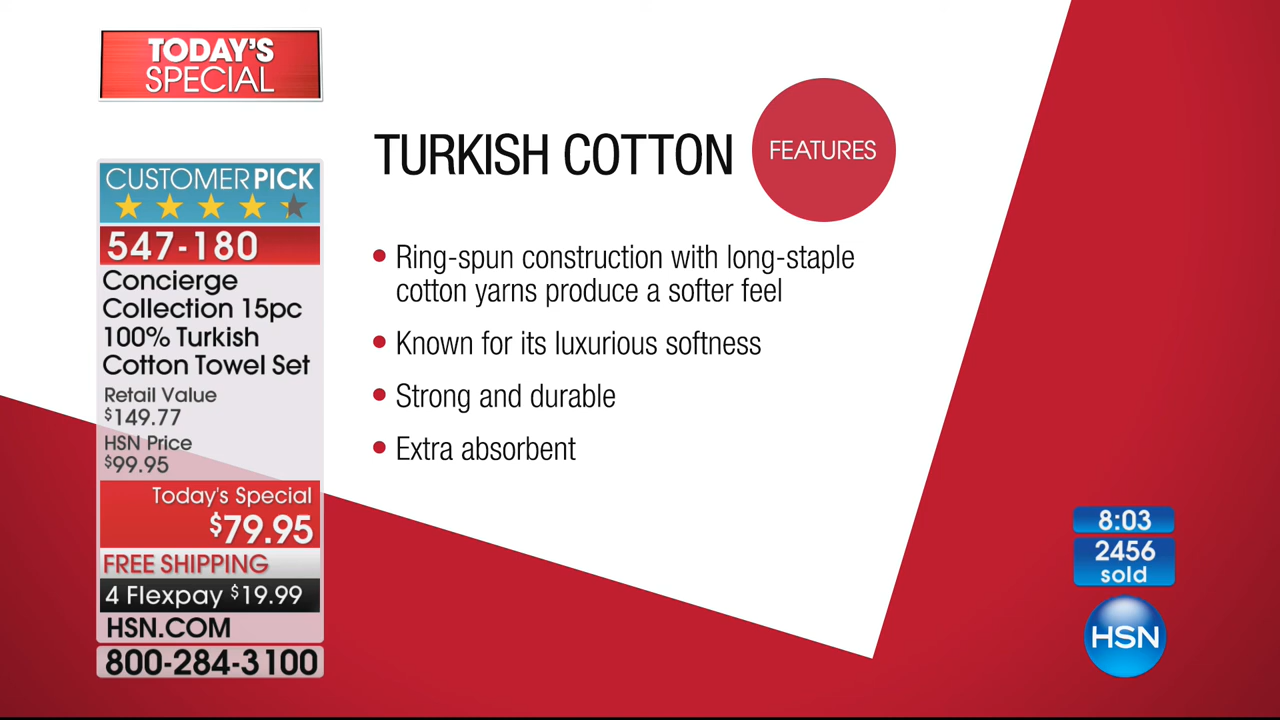 TODAY'S
SPECIAL
CUSTOMERPICK
547-180
Concierge
Collection 15pc
100% Turkish
Cotton Towel Set
Retail Value
$149.77
HSN Price
$99.95
Today's Special
$79.95
FREE SHIPPING
4 Flexpay $19.99
HSN.COM
800-284-3100
TURKISH COTTON
FEATURES
• Ring-spun construction with long-staple
cotton yarns produce a softer feel
• Known for its luxurious softness
• Strong and durable
• Extra absorbent
8:03
2456
sold
HSN